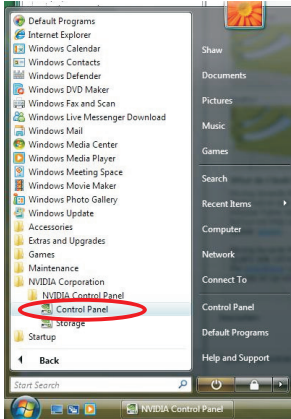 Default Programs
Internet Explorer
Windows Calendar
Windows Contacts
Windows Defender
Windows DVD Maker
Windows Fax and Scan
Windows Live Messenger Download
Windows Mail
Windows Media Center
Windows Media Player
Windows Meeting Space
Windows Movie Maker
Windows Photo Gallery
Windows Update
Accessories
Extras and Upgrades
Games
Maintenance
NVIDIA Corporation
NVIDIA Control Panel
Control Panel
Storage
Startup
Back
Start Search
Shaw
Documents
Pictures
Music
Games
Search
Recent Items
Computer
Network
Connect To
Control Panel
Default Programs
Help and Support
NVIDIA Control Panel